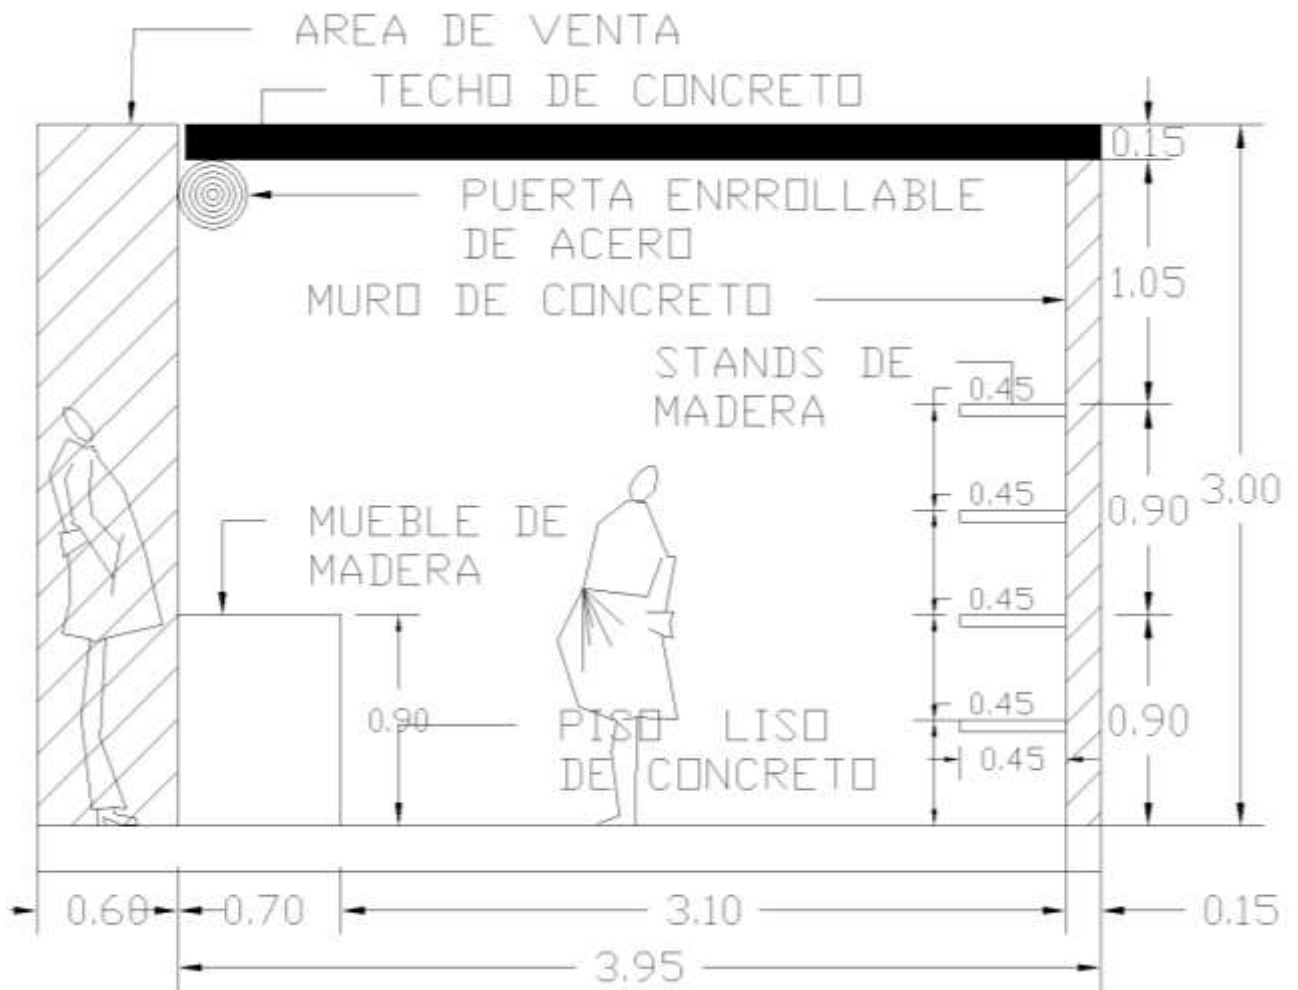 AREA DE VENTA
TECHO DE CONCRETO
0.15
PUERTA ENRROLLABLE
DE ACERO
1.05
MURO DE CONCRETO
STANDS DE
MADERA
0.45
0.45
0.90
3.00
MUEBLE DE
MADERA
0.45
0.90
PISO LISO
DE CONCRETO
0.45
0.90
0.45
0.60
0.70
3.10
0.15
3.95